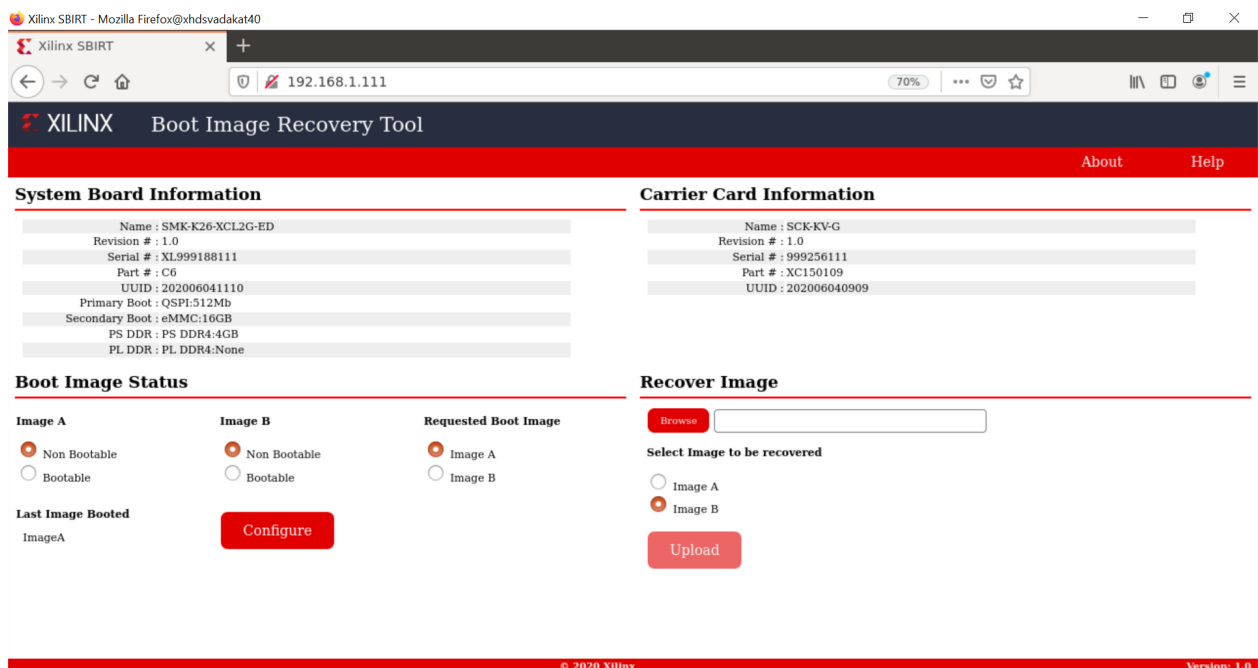 Xilinx SBIRT - Mozilla Firefox@xhdsvadakat40
Xilinx SBIRT
192.168.1.111
70%
XILINX
Boot Image Recovery Tool
About
Help
System Board Information
Name : SMK-K26-XCL2G-ED
Revision # : 1.0
Serial # : XL999188111
Part # : C6
UUID : 202006041110
Primary Boot : QSPI:512Mb
Secondary Boot : eMMC:16GB
PS DDR : PS DDR4:4GB
PL DDR : PL DDR4:None
Carrier Card Information
Name : SCK-KV-G
Revision # : 1.0
Serial # : 999256111
Part # : XC150109
UUID : 202006040909
Boot Image Status
Image A
Non Bootable
Bootable
Image B
Non Bootable
Bootable
Requested Boot Image
Image A
Image B
Last Image Booted
ImageA
Configure
Recover Image
Browse
Select Image to be recovered
Image A
Image B
Upload
© 2020 Xilinx
Version: 1.0